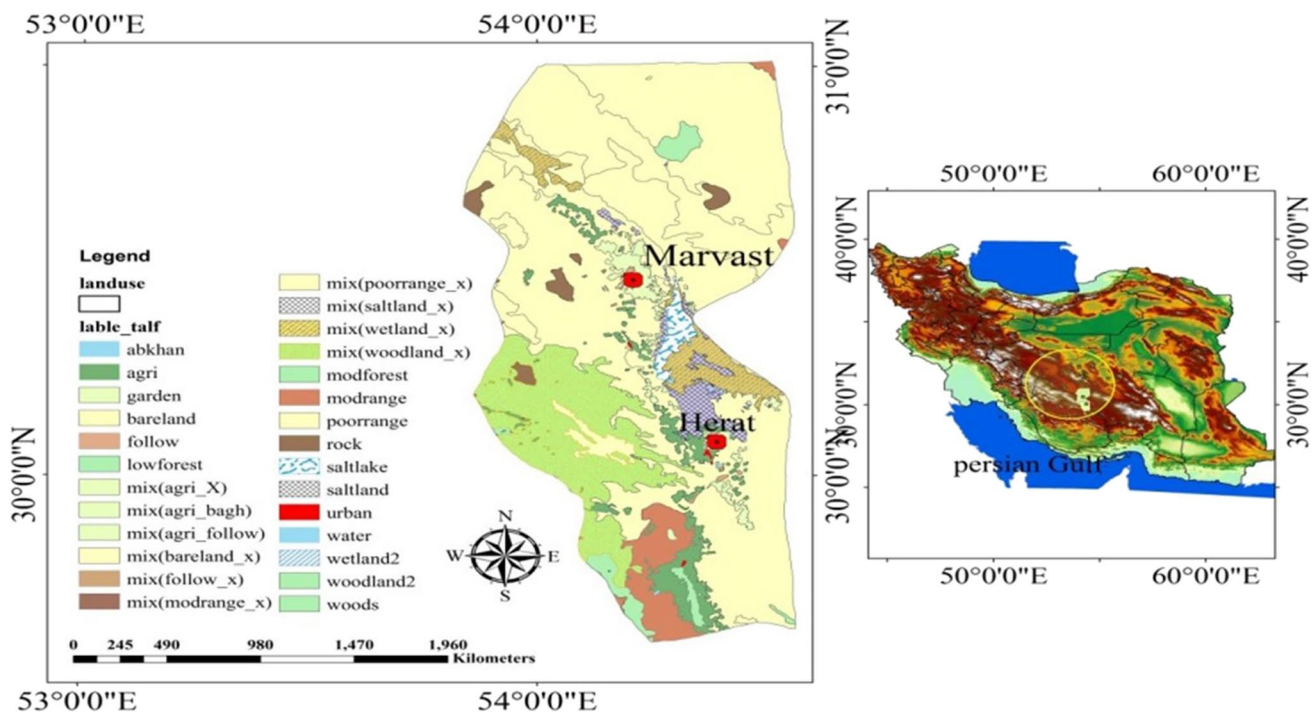 53°0'0"E
54°0'0"E
31°0'0"N
30°0'0"N
Marvast
Herat
Legend
landuse
lable_talf
abkhan
agri
garden
bareland
follow
lowforest
mix(agri_X)
mix(agri_bagh)
mix(agri_follow)
mix(bareland_x)
mix(follow_x)
mix(modrange_x)
mix(poorrange_x)
mix(saltland_x)
mix(wetland_x)
mix(woodland_x)
modforest
modrange
poorrange
rock
saltlake
saltland
urban
water
wetland2
woodland2
woods
N
W
E
S
0 245 490 980 1,470 1,960
Kilometers
30°0'0"N
53°0'0"E
54°0'0"E
50°0'0"E
60°0'0"E
40°0'0"N
40°0'0"N
30°0'0"N
30°0'0"N
persian Gulf
50°0'0"E
60°0'0"E